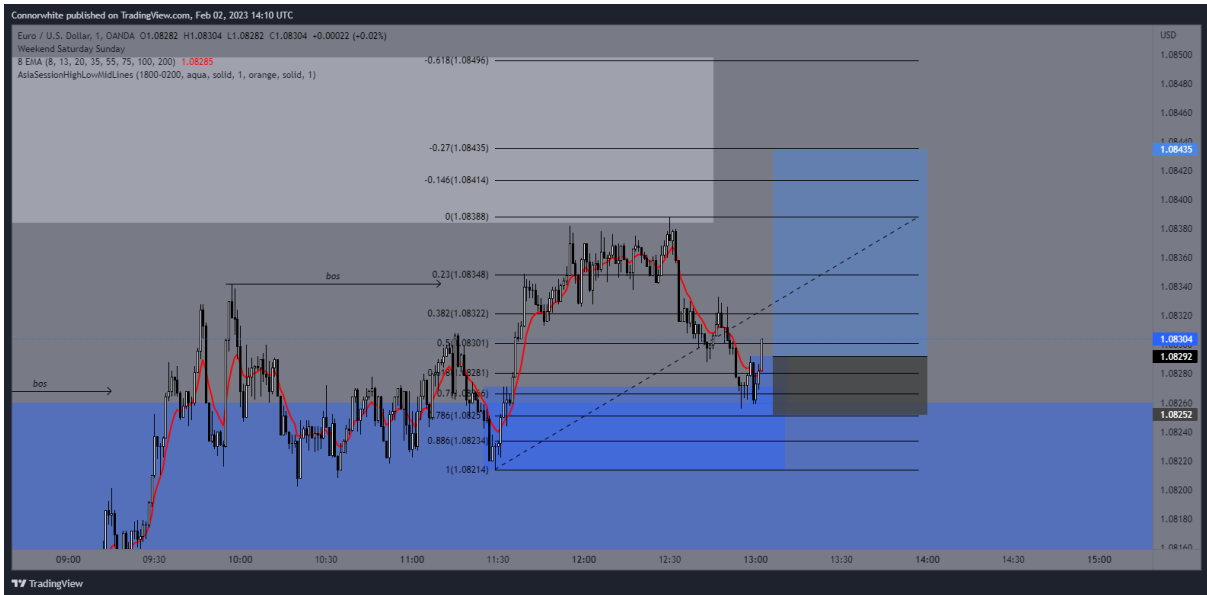 Connorwhite published on TradingView.com, Feb 02, 2023 14:10 UTC
Euro / U.S. Dollar, 1, OANDA O1.08282 H1.08304 L1.08282 C1.08304 +0.00022 (+0.02%)
USD
Weekend Saturday Sunday
8 EMA (8, 13, 20, 35, 55, 75, 100, 200) 1.08285
AsiaSessionHighLowMidLines (1800-0200, aqua, solid, 1, orange, solid, 1)
-0.618(1.08496)
1.08500
1.08480
1.08460
1.08440
-0.27(1.08435)
1.08435
1.08420
-0.146(1.08414)
1.08400
0(1.08388)
1.08380
1.08360
bos
0.23(1.08348)
1.08340
0.382(1.08322)
1.08320
1.08304
1.08292
1.08280
bos
1.08260
1.08252
1.08240
0.886(1.08234)
1.08220
1(1.08214)
1.08200
1.08180
1.08160
09:00 09:30 10:00 10:30 11:00 11:30 12:00 12:30 13:00 13:30 14:00 14:30 15:00
TradingView